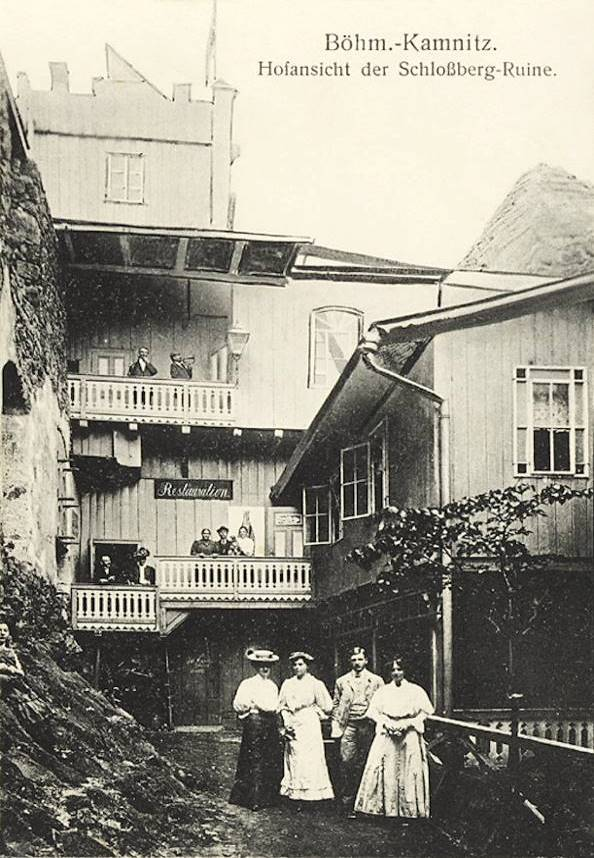 Böhm.-Kamnitz.
Hofansicht der Schloßberg-Ruine.
Restauration